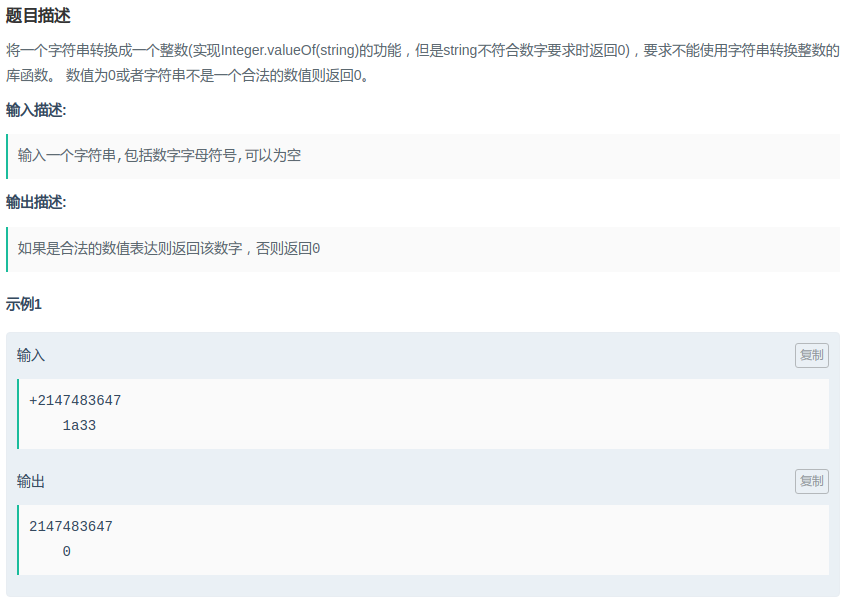 题目描述
将一个字符串转换成一个整数(实现Integer.valueOf(string)的功能，但是string不符合数字要求时返回0)，要求不能使用字符串转换整数的
库函数。 数值为0或者字符串不是一个合法的数值则返回0。
输入描述:
输入一个字符串,包括数字字母符号,可以为空
输出描述:
如果是合法的数值表达则返回该数字，否则返回0
示例1
输入
复制
+2147483647
    1a33
输出
复制
2147483647
    0